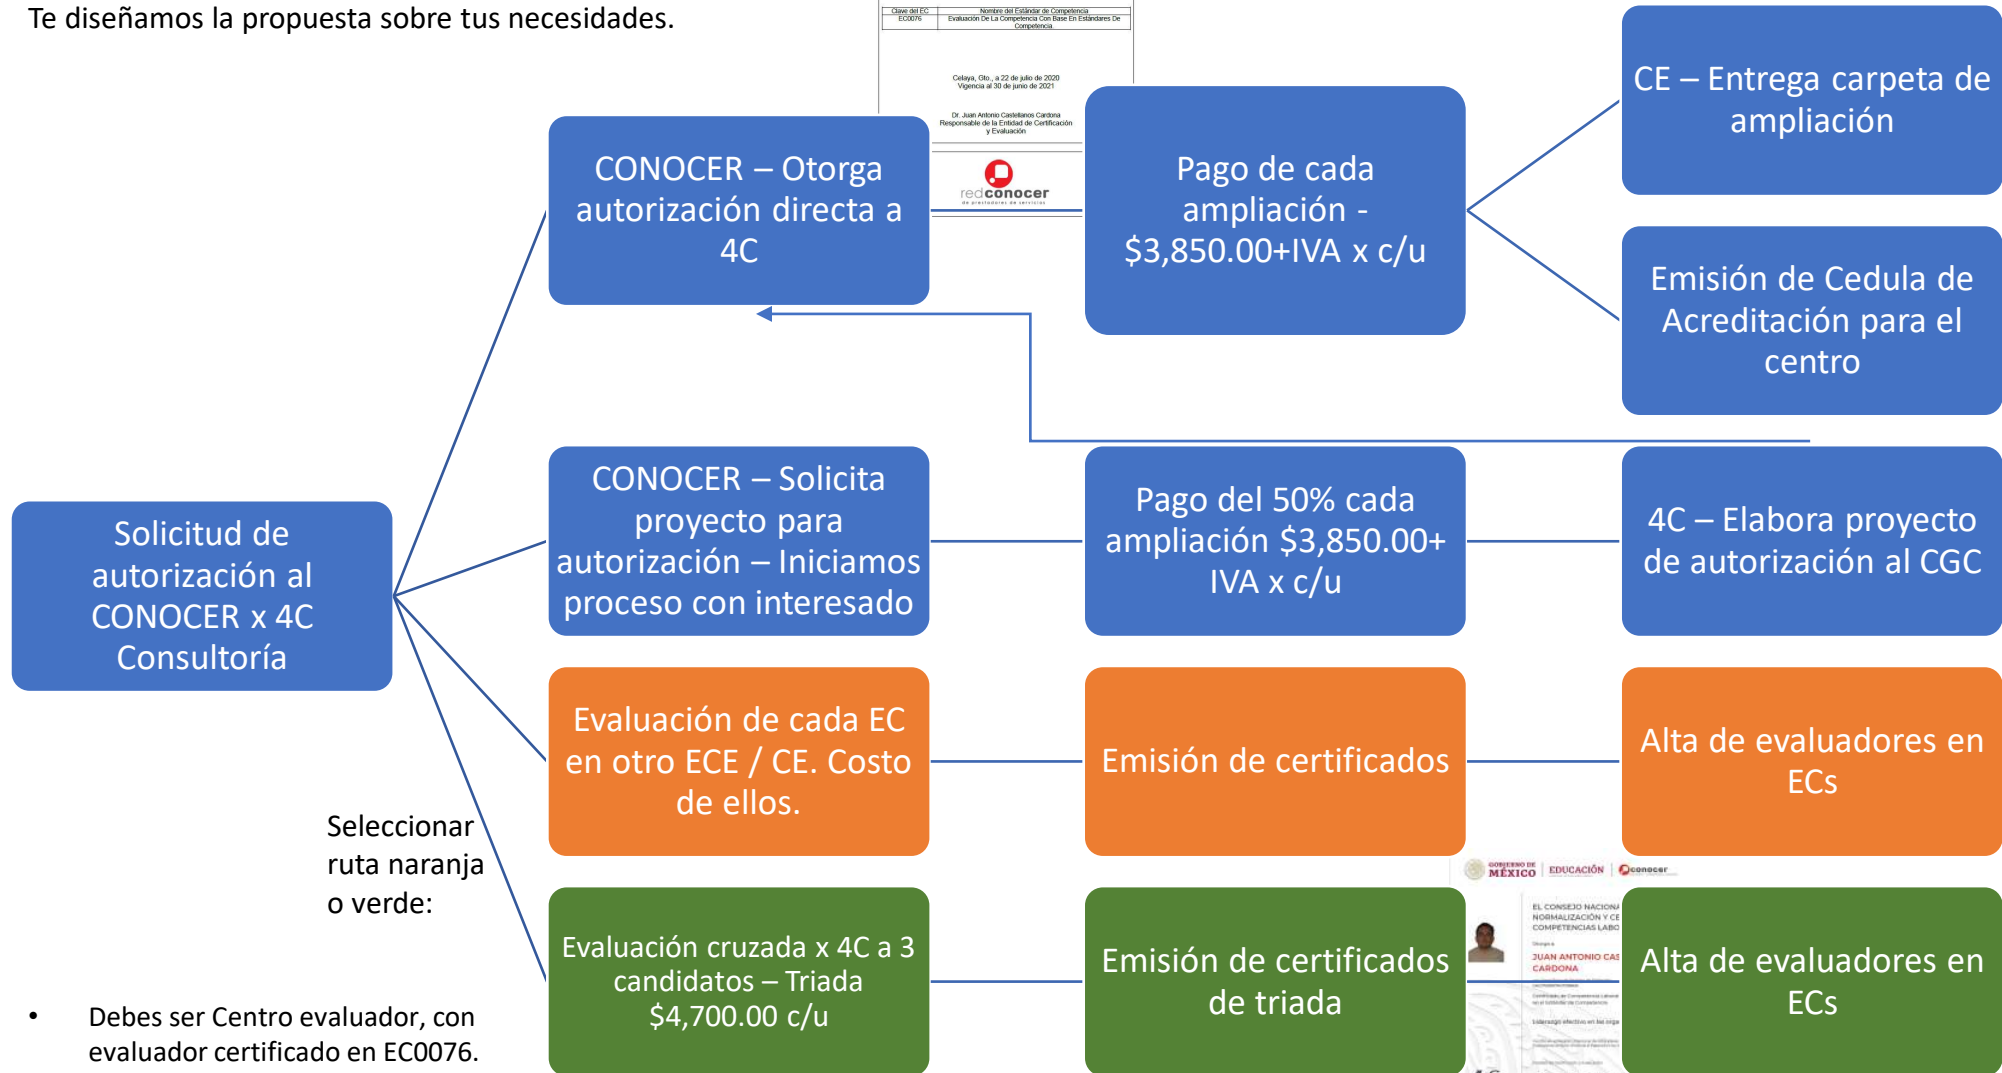 Te diseñamos la propuesta sobre tus necesidades.
Clave del EC
Nombre del Estándar de Competencia
EC0076
Evaluación De La Competencia Con Base En Estándares De
Competencia
Celaya, Gto., a 22 de julio de 2020
Vigencia al 30 de junio de 2021
Dr. Juan Antonio Castellanos Cardona
Responsable de la Entidad de Certificación
y Evaluación
redconocer
de prestadores de servicios
CONOCER – Otorga
autorización directa a
4C
Pago de cada
ampliación -
$3,850.00+IVA x c/u
CE – Entrega carpeta de
ampliación
Emisión de Cedula de
Acreditación para el
centro
Solicitud de
autorización al
CONOCER x 4C
Consultoría
CONOCER – Solicita
proyecto para
autorización – Iniciamos
proceso con interesado
Pago del 50% cada
ampliación $3,850.00+
IVA x c/u
4C – Elabora proyecto
de autorización al CGC
Evaluación de cada EC
en otro ECE / CE. Costo
de ellos.
Emisión de certificados
Alta de evaluadores en
ECs
Seleccionar
ruta naranja
o verde:
Evaluación cruzada x 4C a 3
candidatos – Triada
$4,700.00 c/u
Emisión de certificados
de triada
GOBIERNO DE
MÉXICO
EDUCACIÓN
conocer
EL CONSEJO NACIONA
NORMALIZACIÓN Y CE
COMPETENCIAS LABO
JUAN ANTONIO CAS
CARDONA
Alta de evaluadores en
ECs
• Debes ser Centro evaluador, con
evaluador certificado en EC0076.